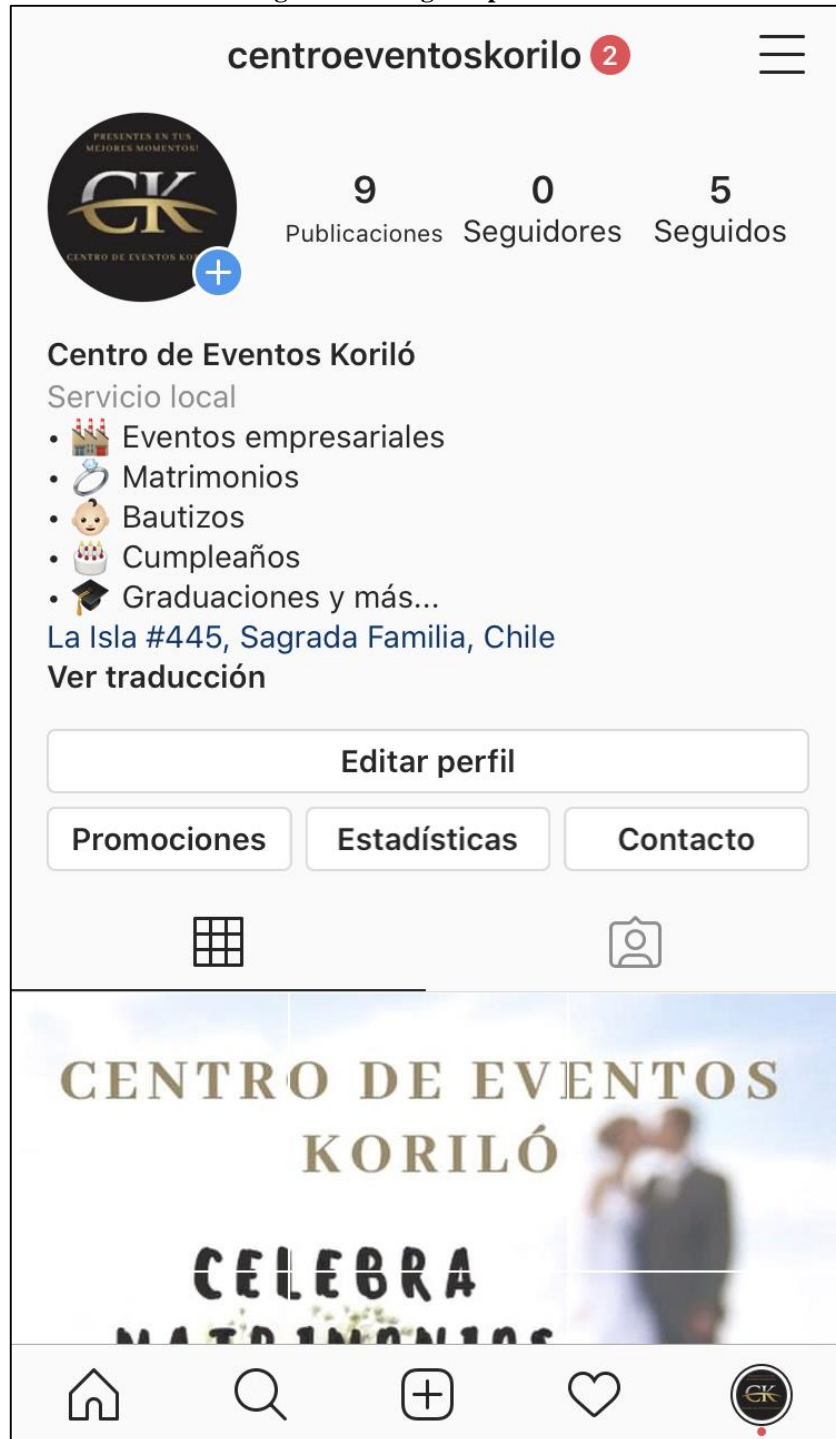 centroeventoskorilo 2
PRESENTES EN TUS
MEJORES MOMENTOS!
CK
CENTRO DE EVENTOS
9 0 5
Publicaciones Seguidores Seguidos
Centro de Eventos Koriló
Servicio local
• Eventos empresariales
• Matrimonios
• Bautizos
• Cumpleaños
• Graduaciones y más...
La Isla #445, Sagrada Familia, Chile
Ver traducción
Editar perfil
Promociones Estadísticas Contacto
CENTRO DE EVENTOS
KORILÓ
CELEBRA
MATRIMONIOS
CK